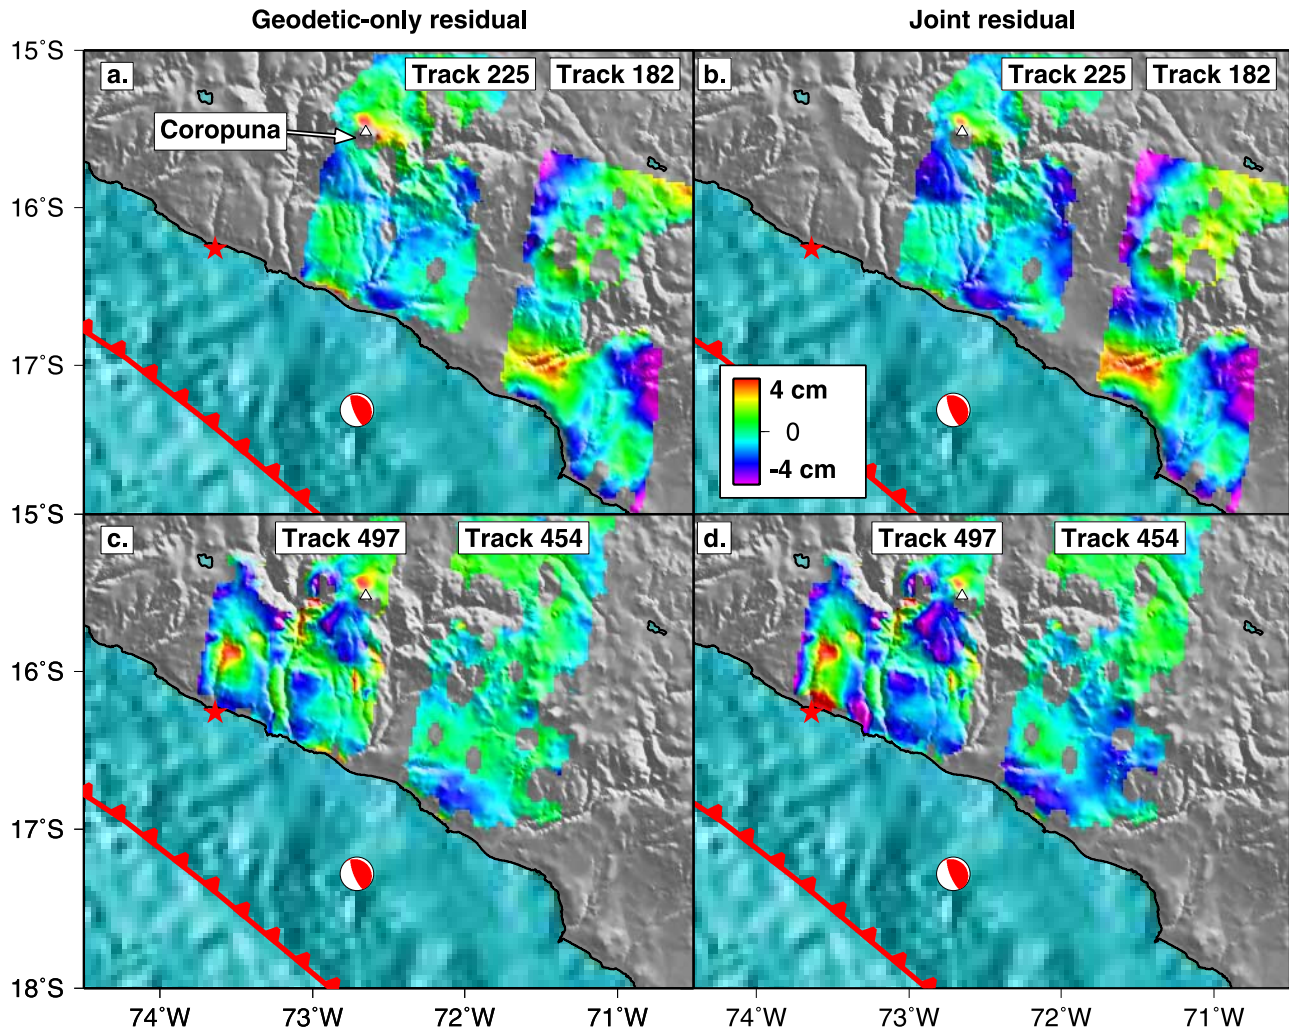 Geodetic-only residual
Joint residual
15°S
a.
Track 225
Track 182
b.
Track 225
Track 182
Coropuna
16°S
17°S
4 cm
0
-4 cm
15°S
c.
Track 497
Track 454
d.
Track 497
Track 454
16°S
17°S
18°S
74°W
73°W
72°W
71°W
74°W
73°W
72°W
71°W